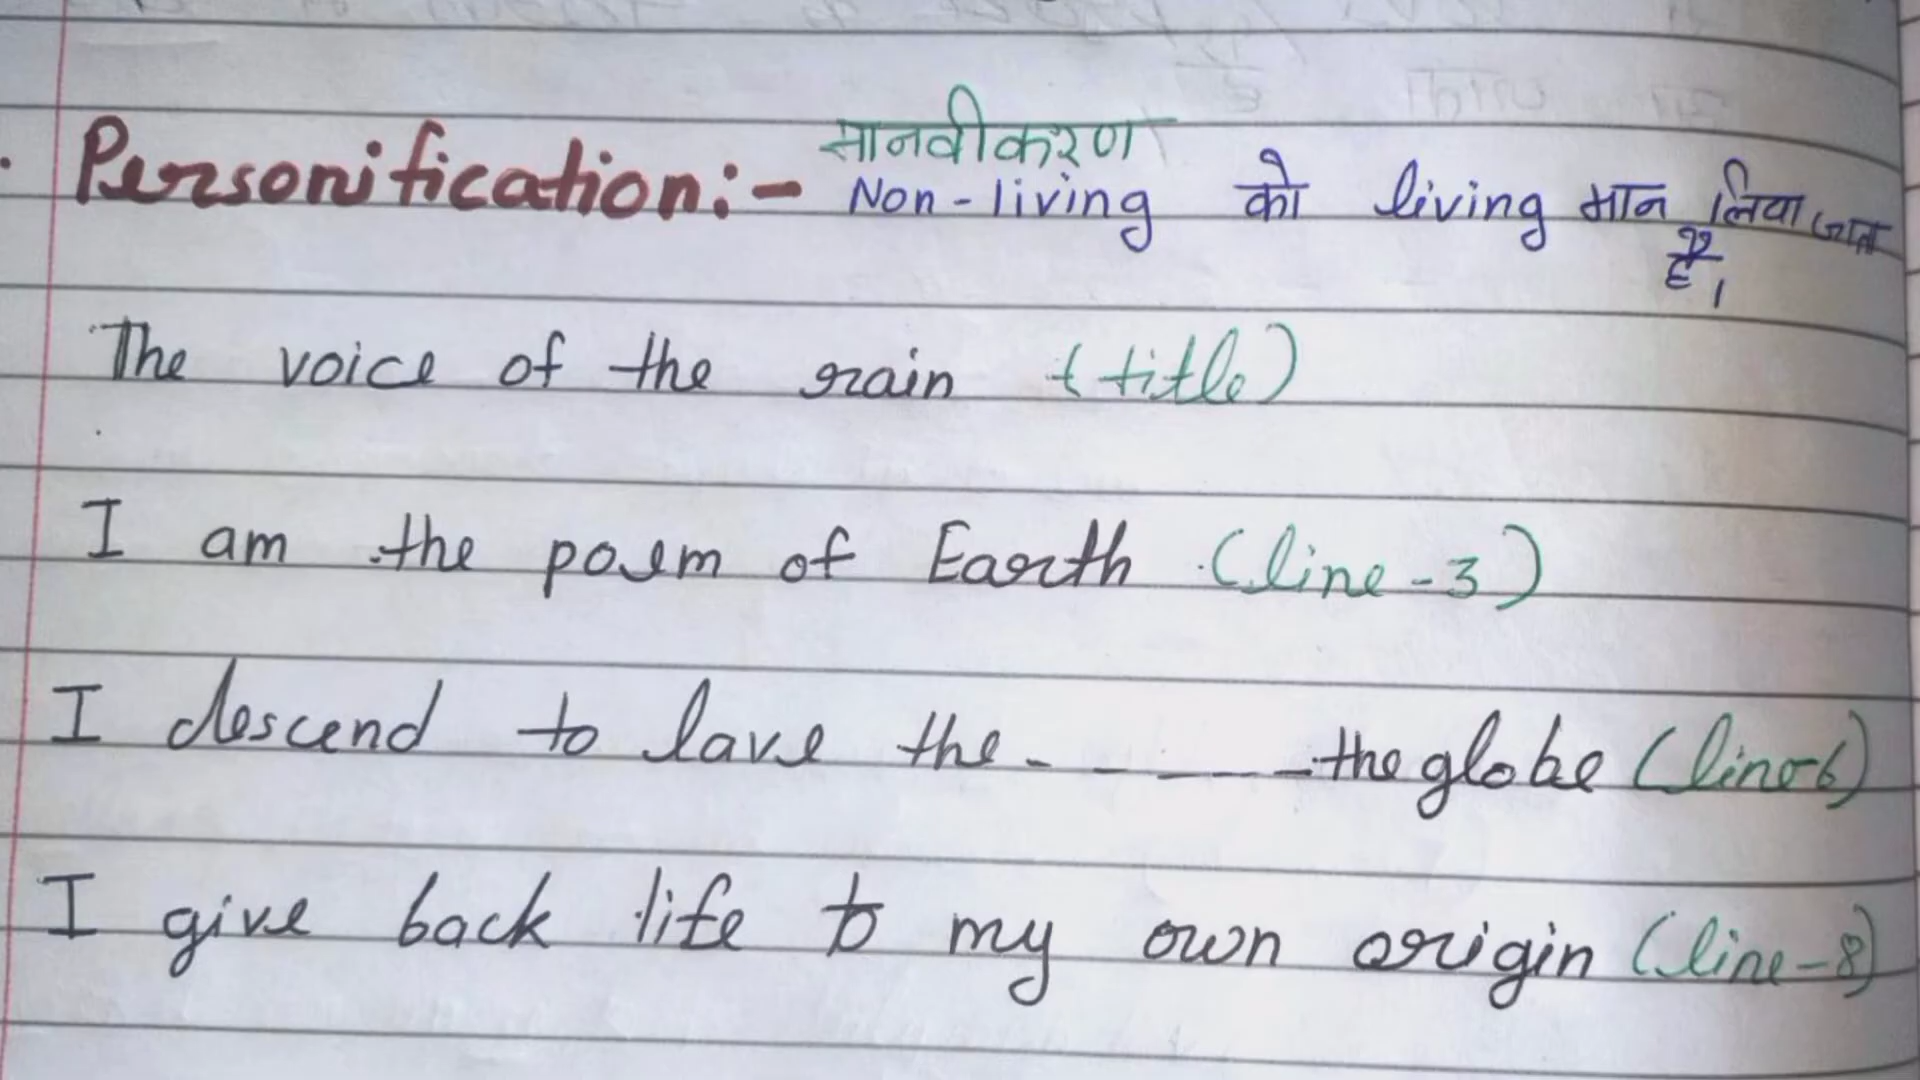 मानवीकरण
Personification:- Non-living को living मान लिया जाता
है।
The voice of the rain (title)
I am the poem of Earth (line-3)
I descend to lave the - - - - - the globe (line-6)
I give back life to my own origin (line-8)